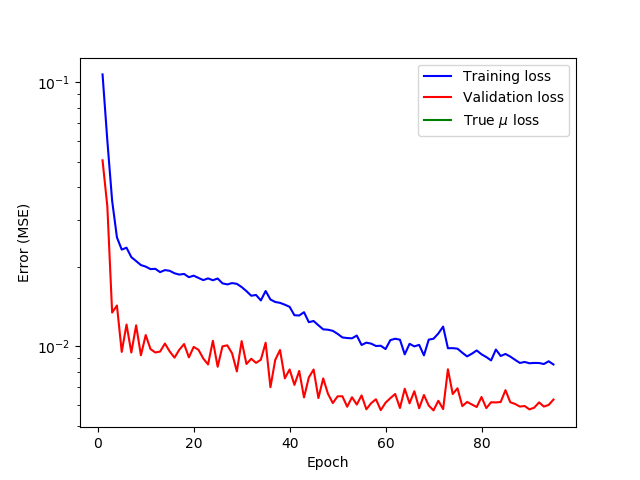 10⁻¹
10⁻²
Error (MSE)
Training loss
Validation loss
True μ loss
0 20 40 60 80
Epoch